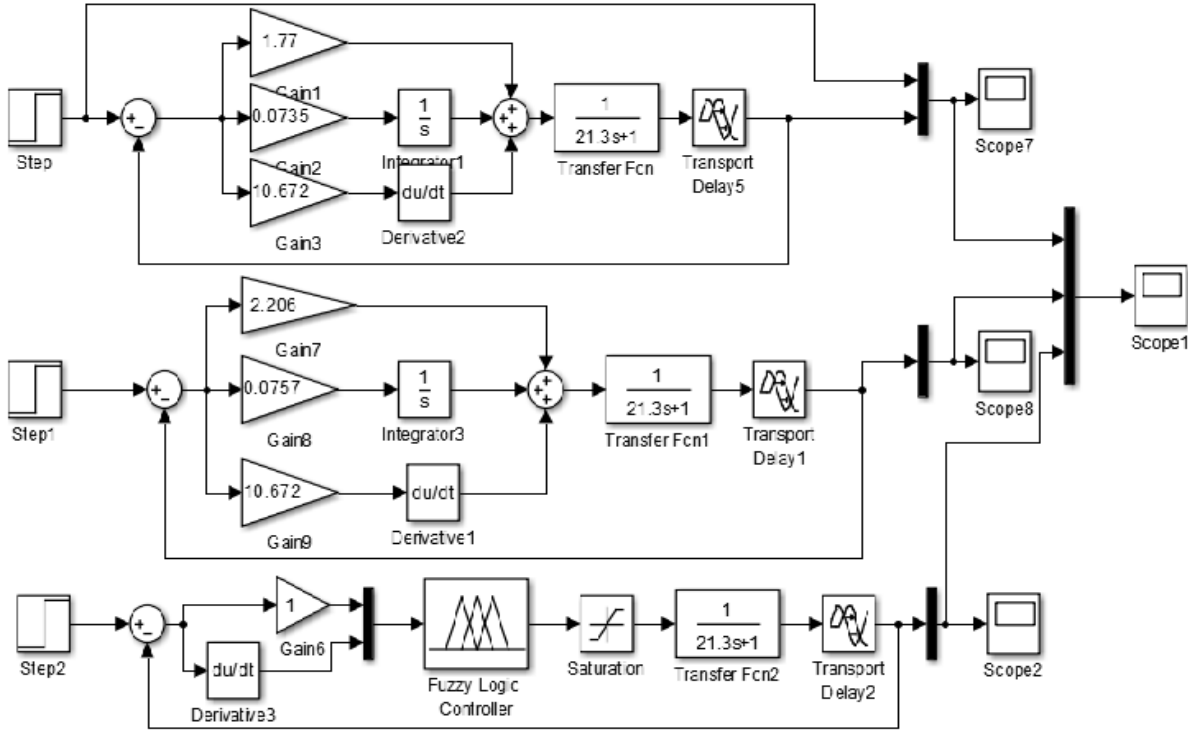 1.77
Gain1
0.0735
1
s
Integrator1
Gain2
10.672
du/dt
Gain3
Derivative2
Step
1
21.3s+1
Transfer Fcn
Transport
Delay5
Scope7
2.206
Gain7
0.0757
1
s
Gain8
Integrator3
10.672
du/dt
Gain9
Derivative1
Step1
1
21.3s+1
Transfer Fcn1
Transport
Delay1
Scope8
Scope1
Step2
1
Gain6
du/dt
Derivative3
Fuzzy Logic
Controller
Saturation
1
21.3s+1
Transfer Fcn2
Transport
Delay2
Scope2